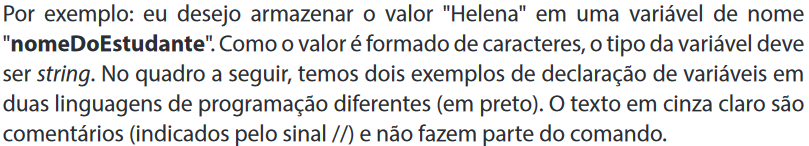 Por exemplo: eu desejo armazenar o valor "Helena" em uma variável de nome
"nomeDoEstudante". Como o valor é formado de caracteres, o tipo da variável deve
ser string. No quadro a seguir, temos dois exemplos de declaração de variáveis em
duas linguagens de programação diferentes (em preto). O texto em cinza claro são
comentários (indicados pelo sinal //) e não fazem parte do comando.